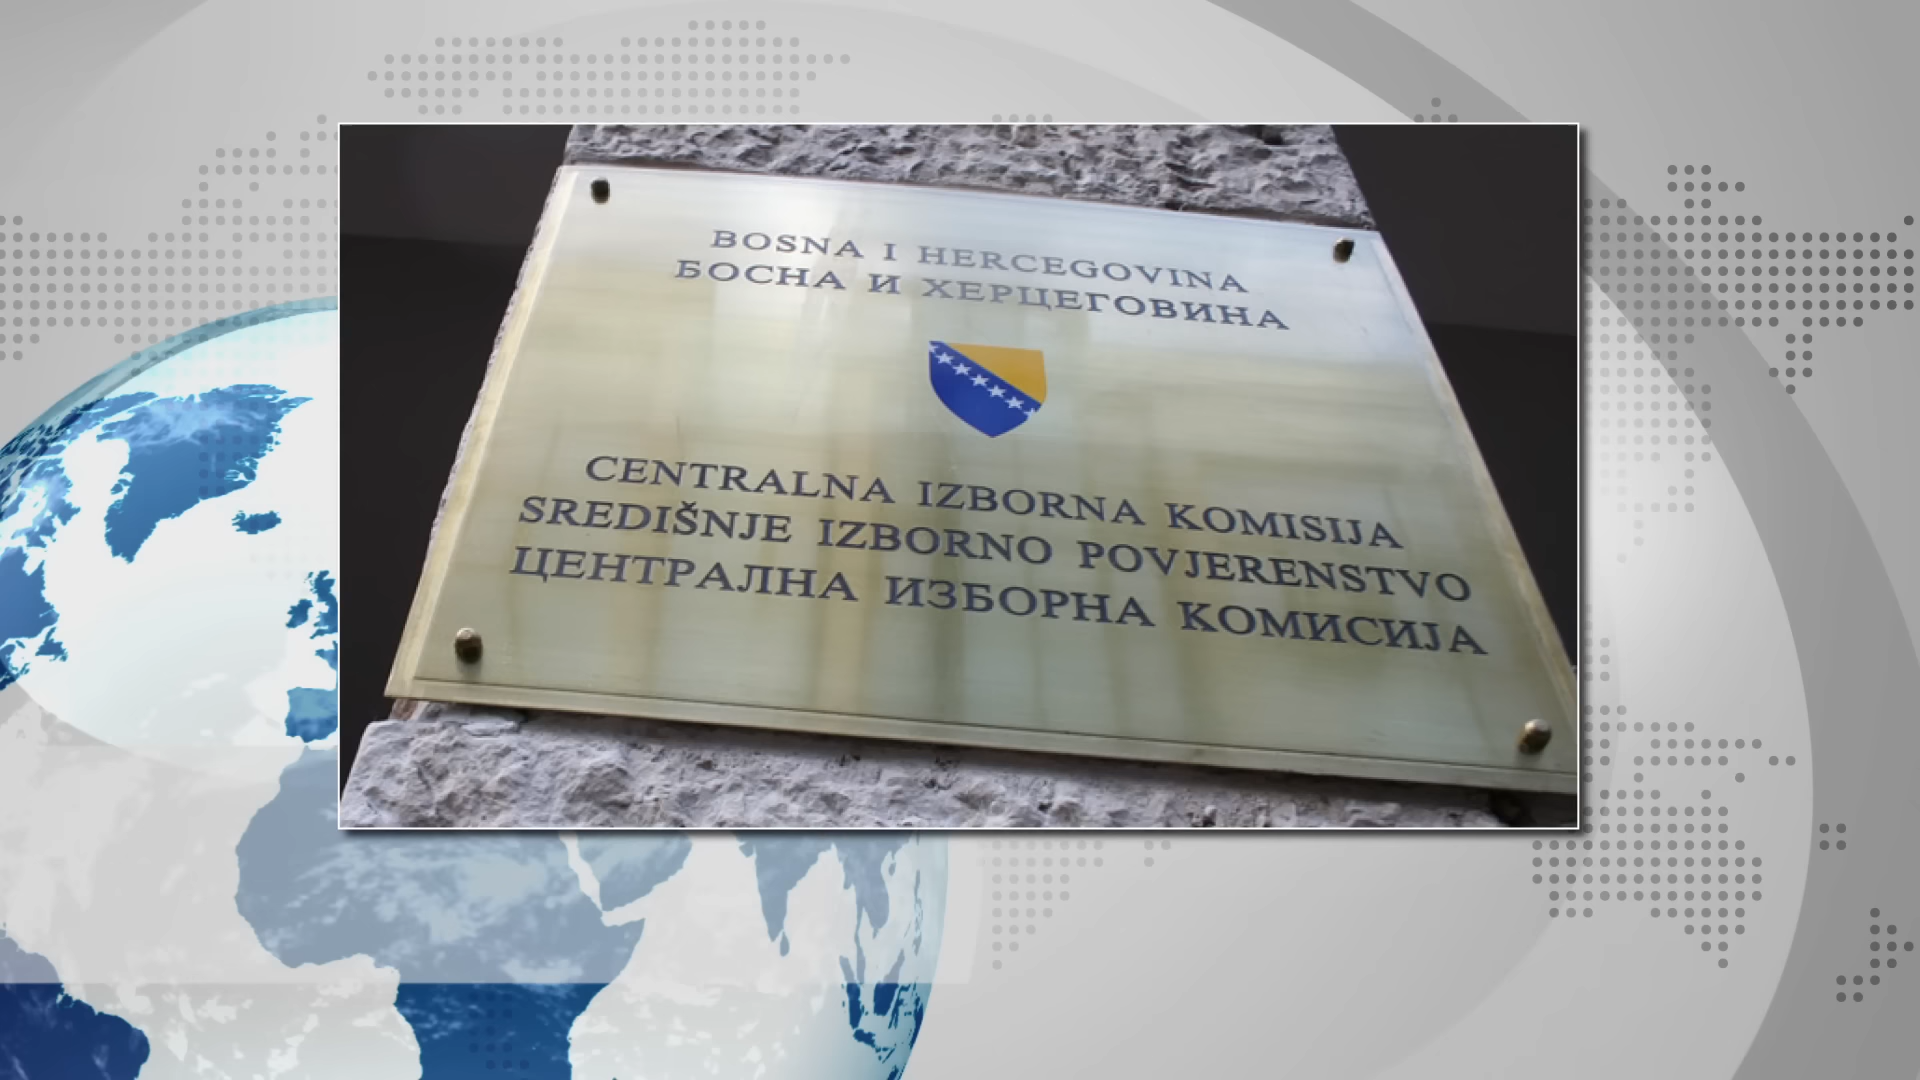 BOSNA I HERCEGOVINA
БОСНА И ХЕРЦЕГОВИНА
CENTRALNA IZBORNA KOMISIJA
SREDIŠNJE IZBORNO POVJERENSTVO
ЦЕНТРАЛНА ИЗБОРНА КОМИСИЈА